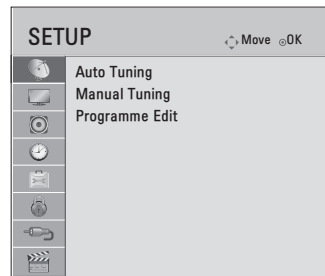 SETUP
Move OK
Auto Tuning
Manual Tuning
Programme Edit